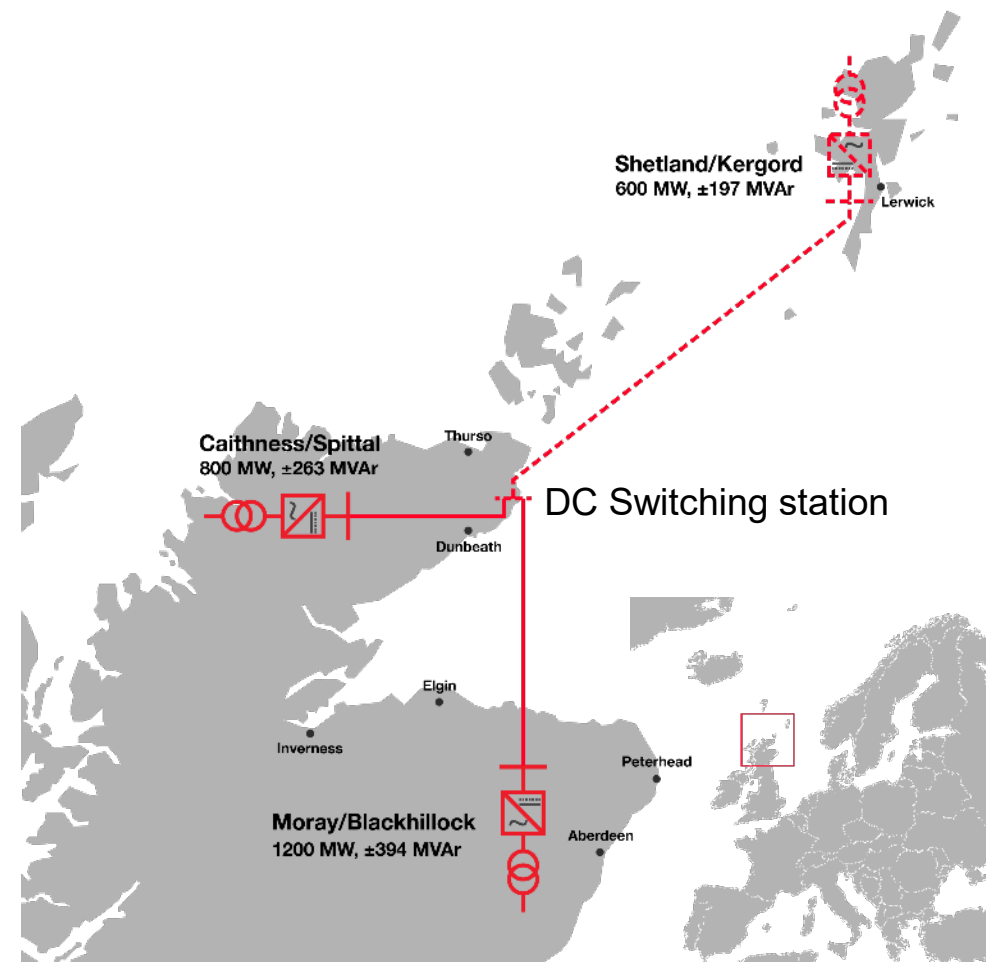 Shetland/Kergord
600 MW, ±197 MVAr
Lerwick
Caithness/Spittal
800 MW, ±263 MVAr
Thurso
DC Switching station
Dunbeath
Elgin
Inverness
Peterhead
Moray/Blackhillock
1200 MW, ±394 MVAr
Aberdeen